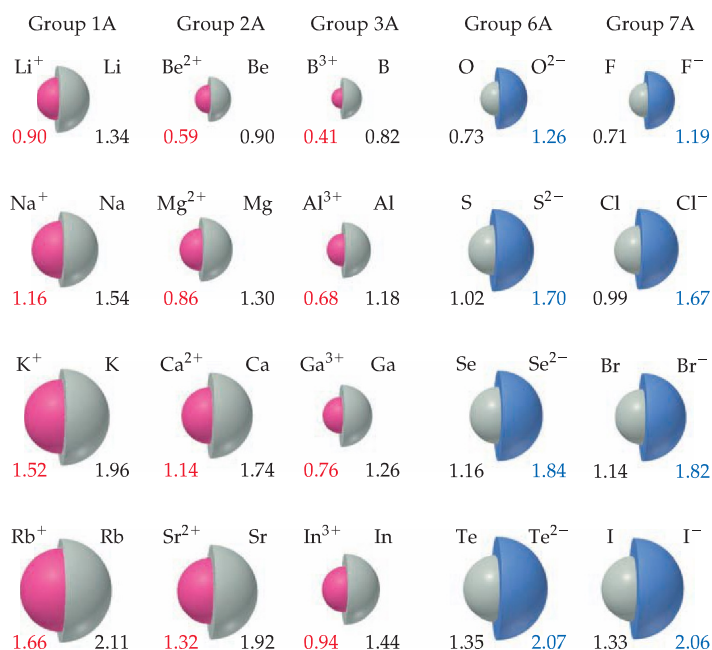 Group 1A Group 2A Group 3A Group 6A Group 7A
Li⁺ Li Be²⁺ Be B³⁺ B O O²⁻ F F⁻
0.90 1.34 0.59 0.90 0.41 0.82 0.73 1.26 0.71 1.19
Na⁺ Na Mg²⁺ Mg Al³⁺ Al S S²⁻ Cl Cl⁻
1.16 1.54 0.86 1.30 0.68 1.18 1.02 1.70 0.99 1.67
K⁺ K Ca²⁺ Ca Ga³⁺ Ga Se Se²⁻ Br Br⁻
1.52 1.96 1.14 1.74 0.76 1.26 1.16 1.84 1.14 1.82
Rb⁺ Rb Sr²⁺ Sr In³⁺ In Te Te²⁻ I I⁻
1.66 2.11 1.32 1.92 0.94 1.44 1.35 2.07 1.33 2.06